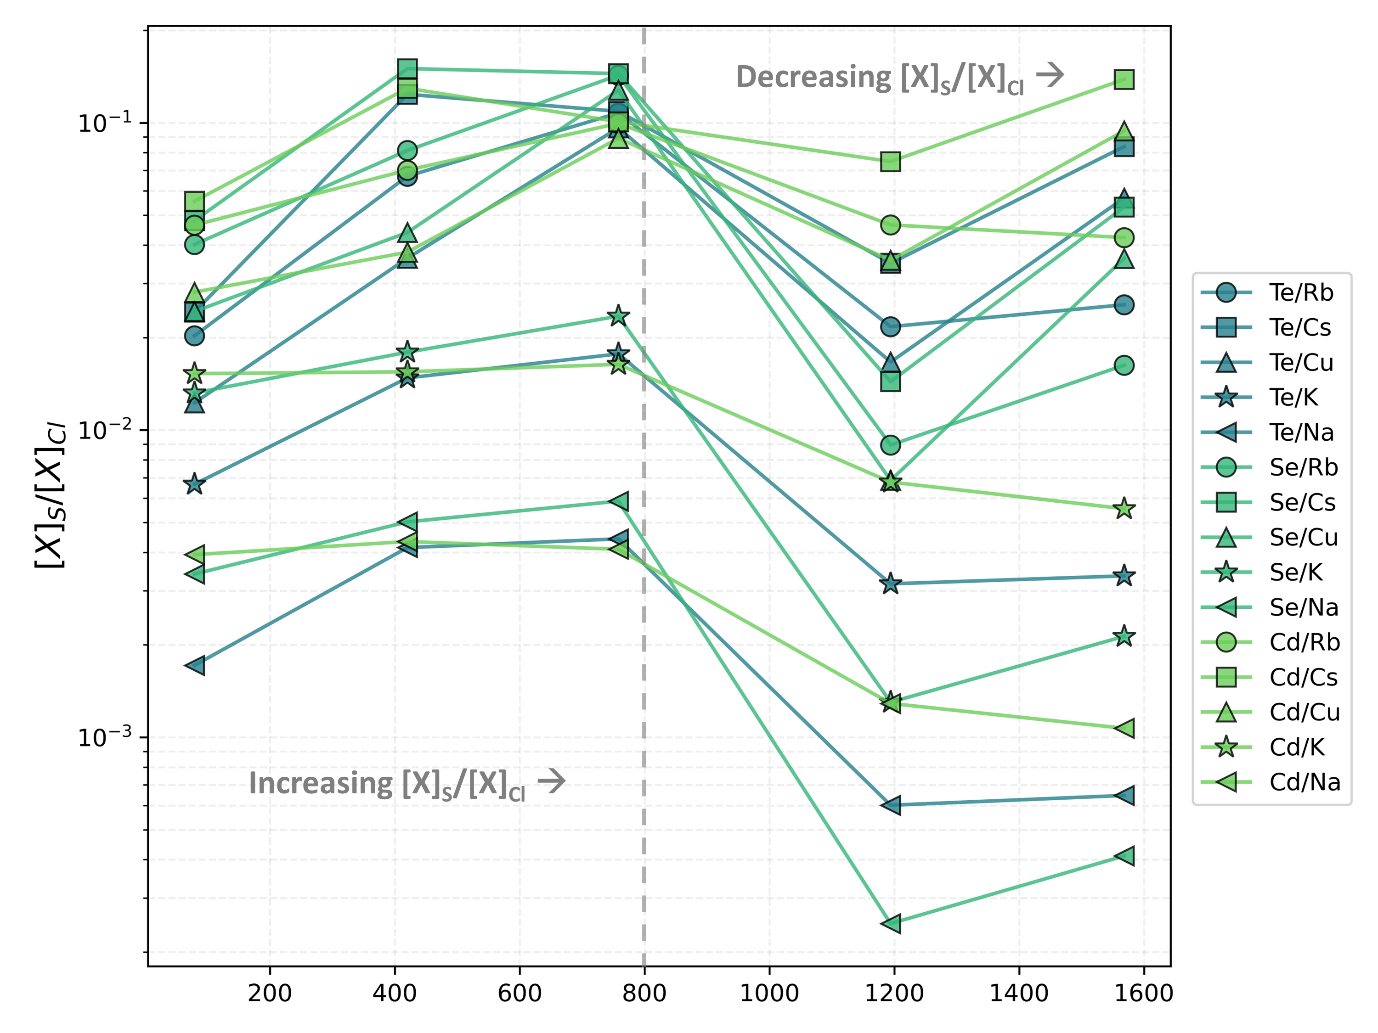 Decreasing [X]S/[X]Cl →
10⁻¹
10⁻²
10⁻³
[X]S/[X]Cl
Increasing [X]S/[X]Cl →
200 400 600 800 1000 1200 1400 1600
Te/Rb
Te/Cs
Te/Cu
Te/K
Te/Na
Se/Rb
Se/Cs
Se/Cu
Se/K
Se/Na
Cd/Rb
Cd/Cs
Cd/Cu
Cd/K
Cd/Na